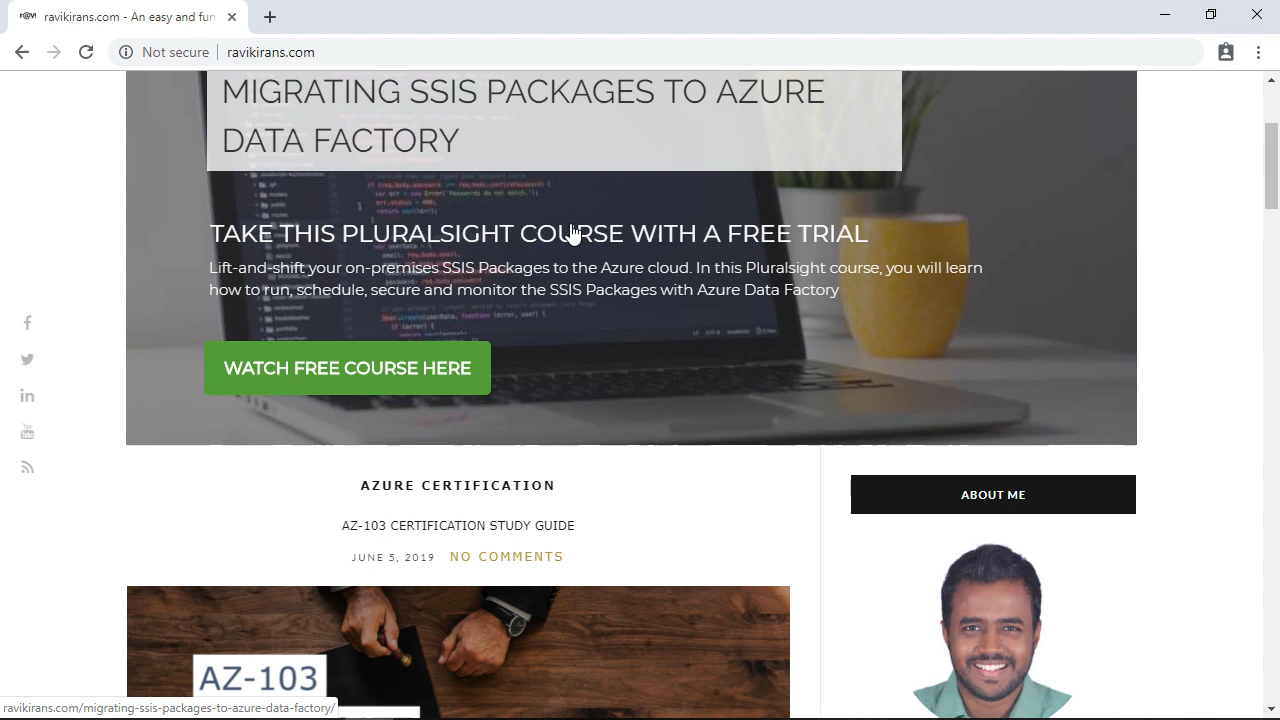 ravikirans.com - An easy and fun
Not secure
ravikirans.com
MIGRATING SSIS PACKAGES TO AZURE
DATA FACTORY
TAKE THIS PLURALSIGHT COURSE WITH A FREE TRIAL
Lift-and-shift your on-premises SSIS Packages to the Azure cloud. In this Pluralsight course, you will learn
how to run, schedule, secure and monitor the SSIS Packages with Azure Data Factory
WATCH FREE COURSE HERE
AZURE CERTIFICATION
ABOUT ME
AZ-103 CERTIFICATION STUDY GUIDE
JUNE 5, 2019 NO COMMENTS
AZ-103
ravikirans.com/migrating-ssis-packages-to-azure-data-factory/